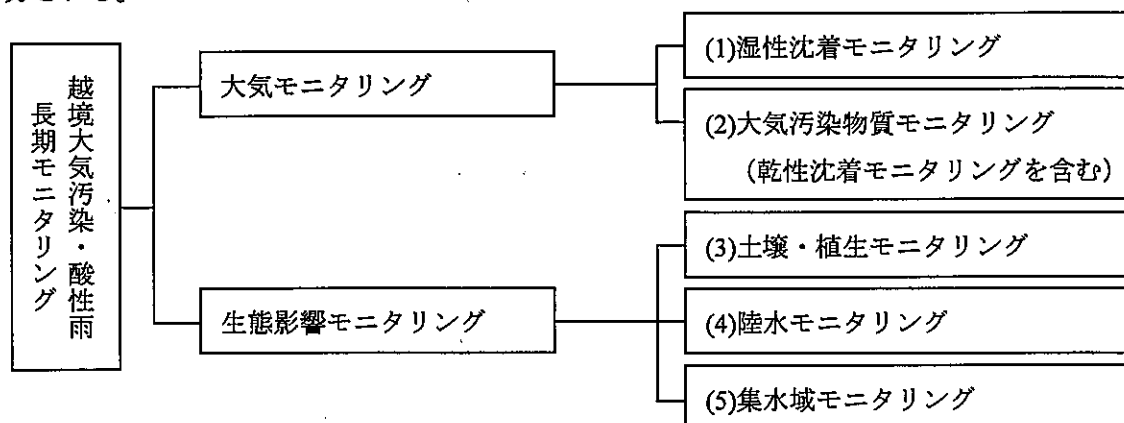 越境大気汚染・酸性雨
長期モニタリング
大気モニタリング
(1)湿性沈着モニタリング
(2)大気汚染物質モニタリング
(乾性沈着モニタリングを含む)
生態影響モニタリング
(3)土壌・植生モニタリング
(4)陸水モニタリング
(5)集水域モニタリング